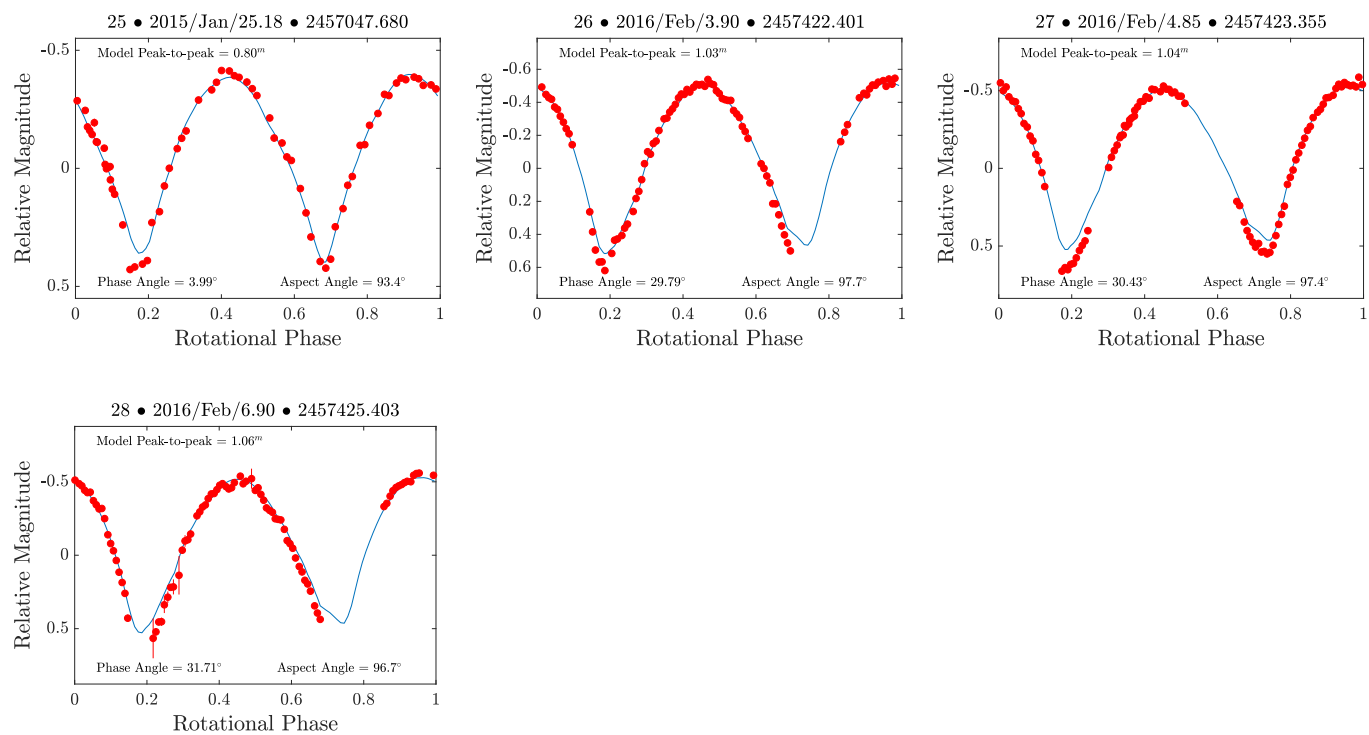 25 • 2015/Jan/25.18 • 2457047.680
Model Peak-to-peak = 0.80ᵐ
-0.5
0
0.5
Relative Magnitude
Phase Angle = 3.99°
Aspect Angle = 93.4°
0 0.2 0.4 0.6 0.8 1
Rotational Phase
26 • 2016/Feb/3.90 • 2457422.401
Model Peak-to-peak = 1.03ᵐ
-0.6
-0.4
-0.2
0
0.2
0.4
0.6
Relative Magnitude
Phase Angle = 29.79°
Aspect Angle = 97.7°
0 0.2 0.4 0.6 0.8 1
Rotational Phase
27 • 2016/Feb/4.85 • 2457423.355
Model Peak-to-peak = 1.04ᵐ
-0.5
0
0.5
Relative Magnitude
Phase Angle = 30.43°
Aspect Angle = 97.4°
0 0.2 0.4 0.6 0.8 1
Rotational Phase
28 • 2016/Feb/6.90 • 2457425.403
Model Peak-to-peak = 1.06ᵐ
-0.5
0
0.5
Relative Magnitude
Phase Angle = 31.71°
Aspect Angle = 96.7°
0 0.2 0.4 0.6 0.8 1
Rotational Phase